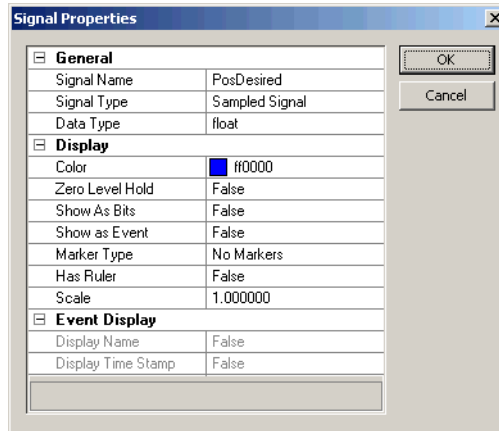 Signal Properties
General
Signal Name PosDesired
Signal Type Sampled Signal
Data Type float
Display
Color ff0000
Zero Level Hold False
Show As Bits False
Show as Event False
Marker Type No Markers
Has Ruler False
Scale 1.000000
Event Display
Display Name False
Display Time Stamp False
OK
Cancel